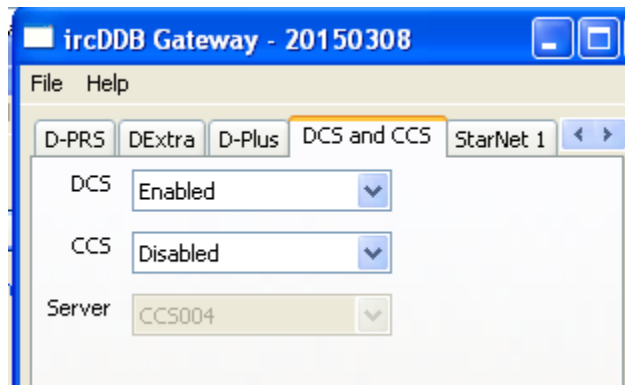 ircDDB Gateway - 20150308
File Help
D-PRS DExtra D-Plus DCS and CCS StarNet 1
DCS Enabled
CCS Disabled
Server CCS004